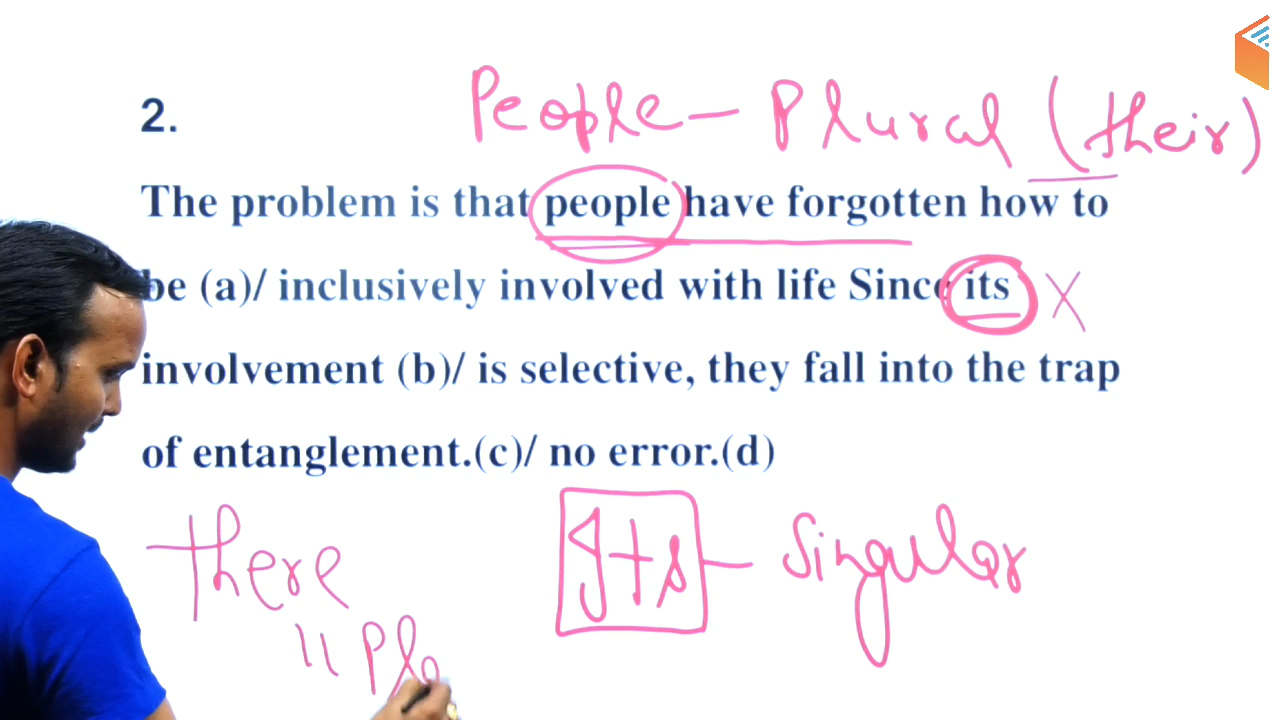 2.
People - Plural (their)
The problem is that people have forgotten how to
be (a)/ inclusively involved with life Since its X
involvement (b)/ is selective, they fall into the trap
of entanglement.(c)/ no error.(d)
there
Its - Singular